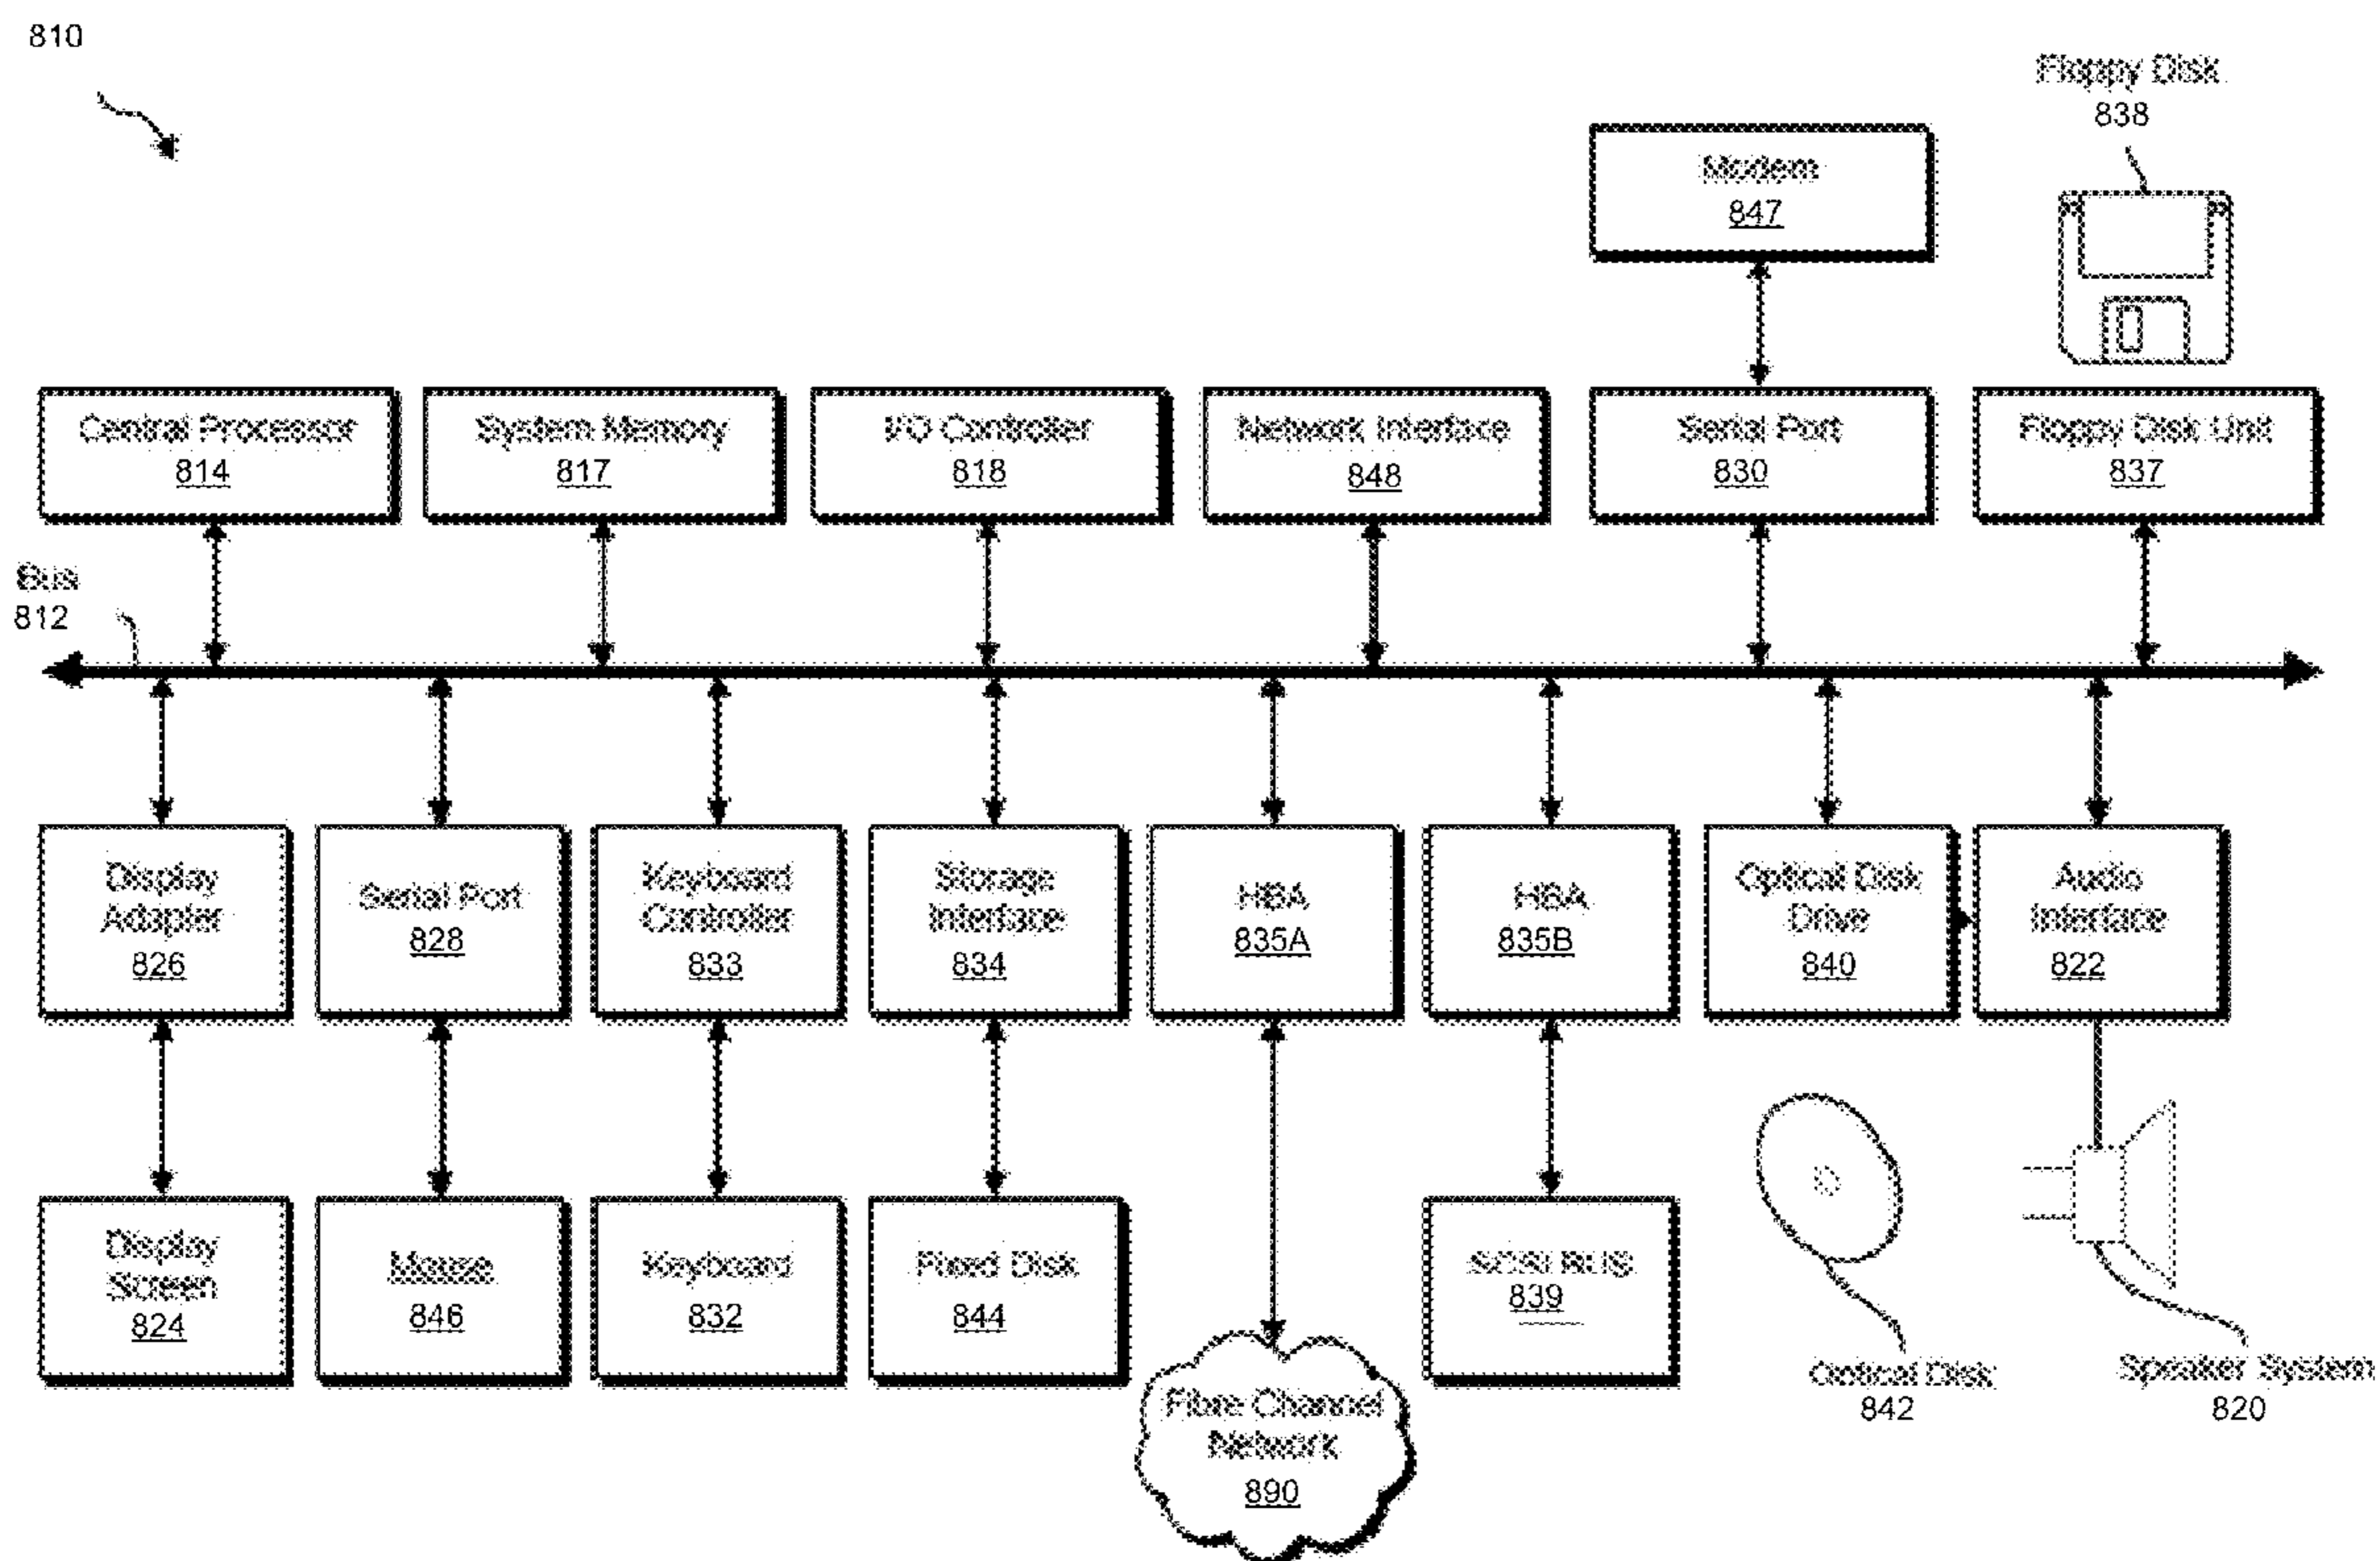 810
Floppy Disk
838
Modem
847
Central Processor
814
System Memory
817
I/O Controller
818
Network Interface
848
Serial Port
830
Floppy Disk Unit
837
Bus
812
Display
Adapter
826
Serial Port
828
Keyboard
Controller
833
Storage
Interface
834
HBA
835A
HBA
835B
Optical Disk
Drive
840
Audio
Interface
822
Display
Screen
824
Mouse
846
Keyboard
832
Fixed Disk
844
Fibre Channel
Network
890
SCSI BUS
839
Optical Disk
842
Speaker System
820